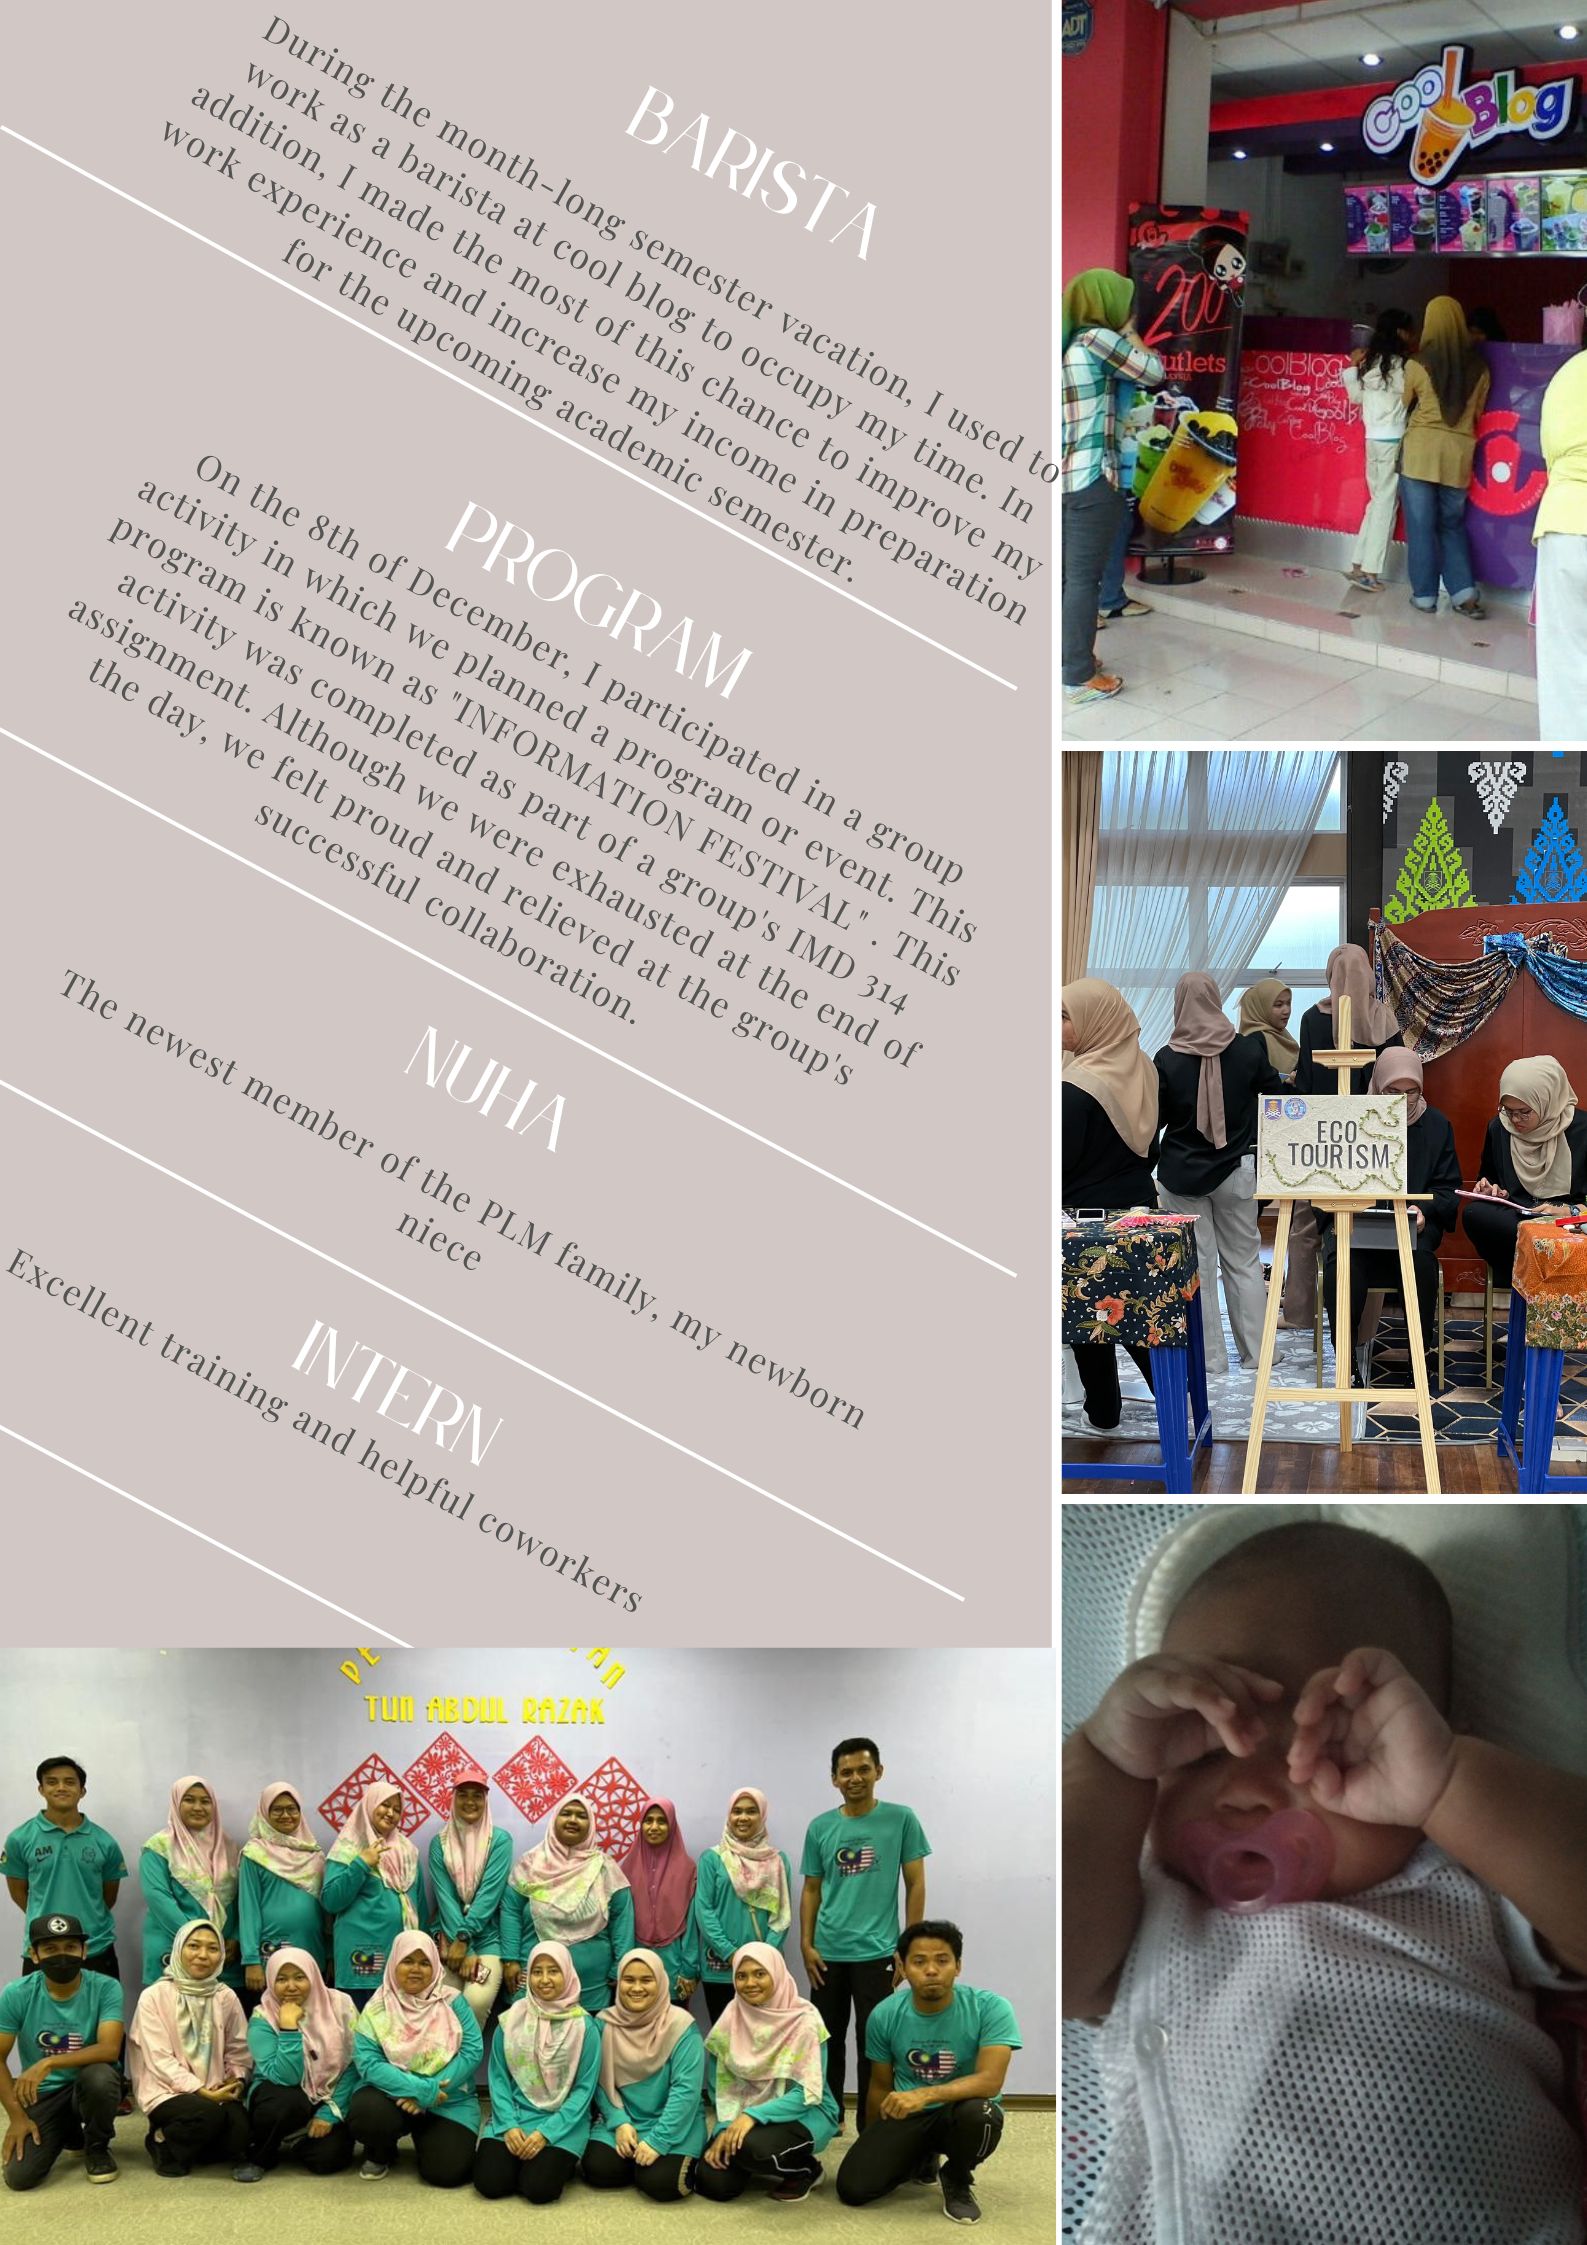 BARISTA
During the month-long semester vacation, I used to
work as a barista at cool blog to occupy my time. In
addition, I made the most of this chance to improve my
work experience and increase my income in preparation
for the upcoming academic semester.
PROGRAM
On the 8th of December, I participated in a group
activity in which we planned a program or event. This
program is known as "INFORMATION FESTIVAL". This
activity was completed as part of a group's IMD 314
assignment. Although we were exhausted at the end of
the day, we felt proud and relieved at the group's
successful collaboration.
NUHA
The newest member of the PLM family, my newborn
niece
INTERN
Excellent training and helpful coworkers
ADT
Cool Blog
200
utlets
CoolBlog
CoolBlog
CoolBlog
ECO
TOURISM
TUN ABDUL RAZAK
AM